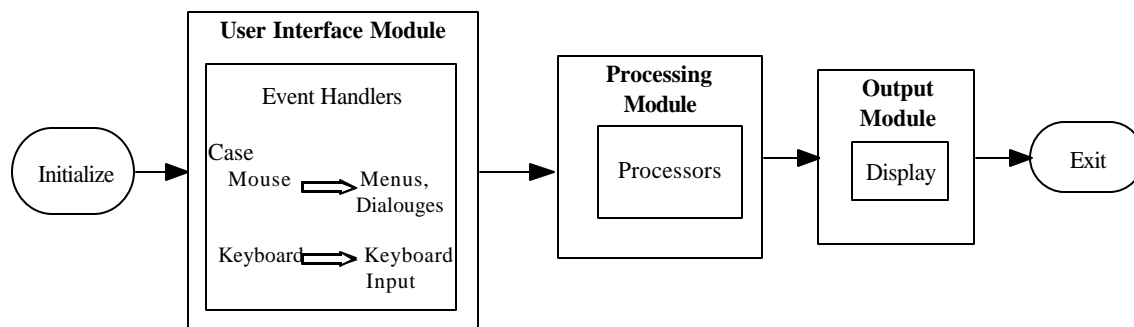 Initialize
User Interface Module
Event Handlers
Case
Mouse
Menus,
Dialouges
Keyboard
Keyboard
Input
Processing
Module
Processors
Output
Module
Display
Exit